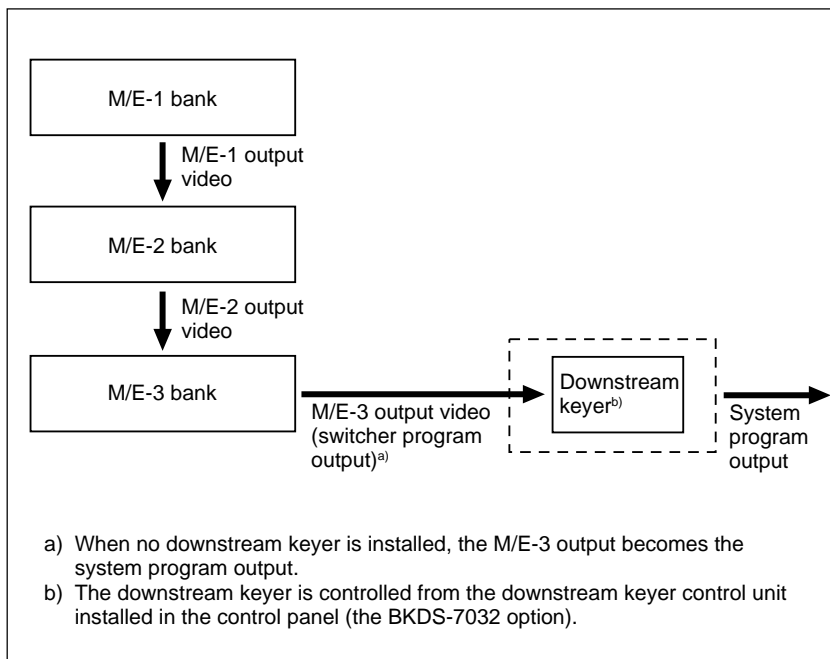 M/E-1 bank
M/E-1 output
video
M/E-2 bank
M/E-2 output
video
M/E-3 bank
M/E-3 output video
(switcher program
output)a)
Downstream
keyerb)
System
program
output
a) When no downstream keyer is installed, the M/E-3 output becomes the
system program output.
b) The downstream keyer is controlled from the downstream keyer control unit
installed in the control panel (the BKDS-7032 option).